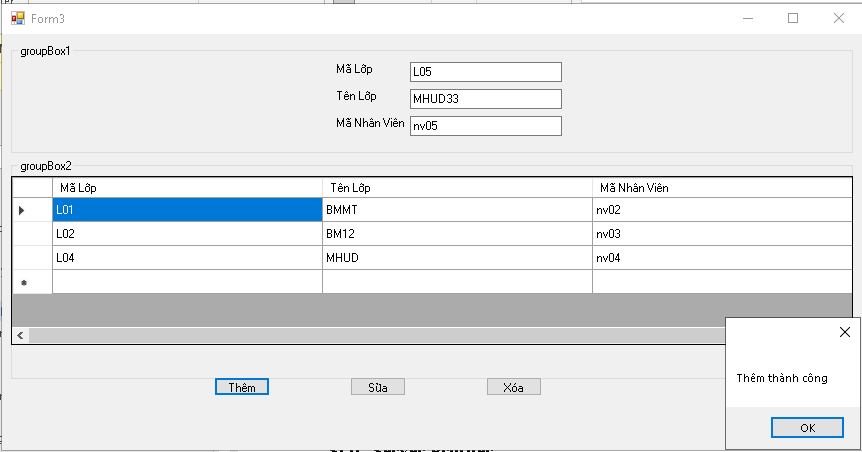 Form3
groupBox1
Mã Lớp L05
Tên Lớp MHUD33
Mã Nhân Viên nv05
groupBox2
Mã Lớp Tên Lớp Mã Nhân Viên
L01 BMMT nv02
L02 BM12 nv03
L04 MHUD nv04
Thêm thành công
Thêm Sửa Xóa
OK